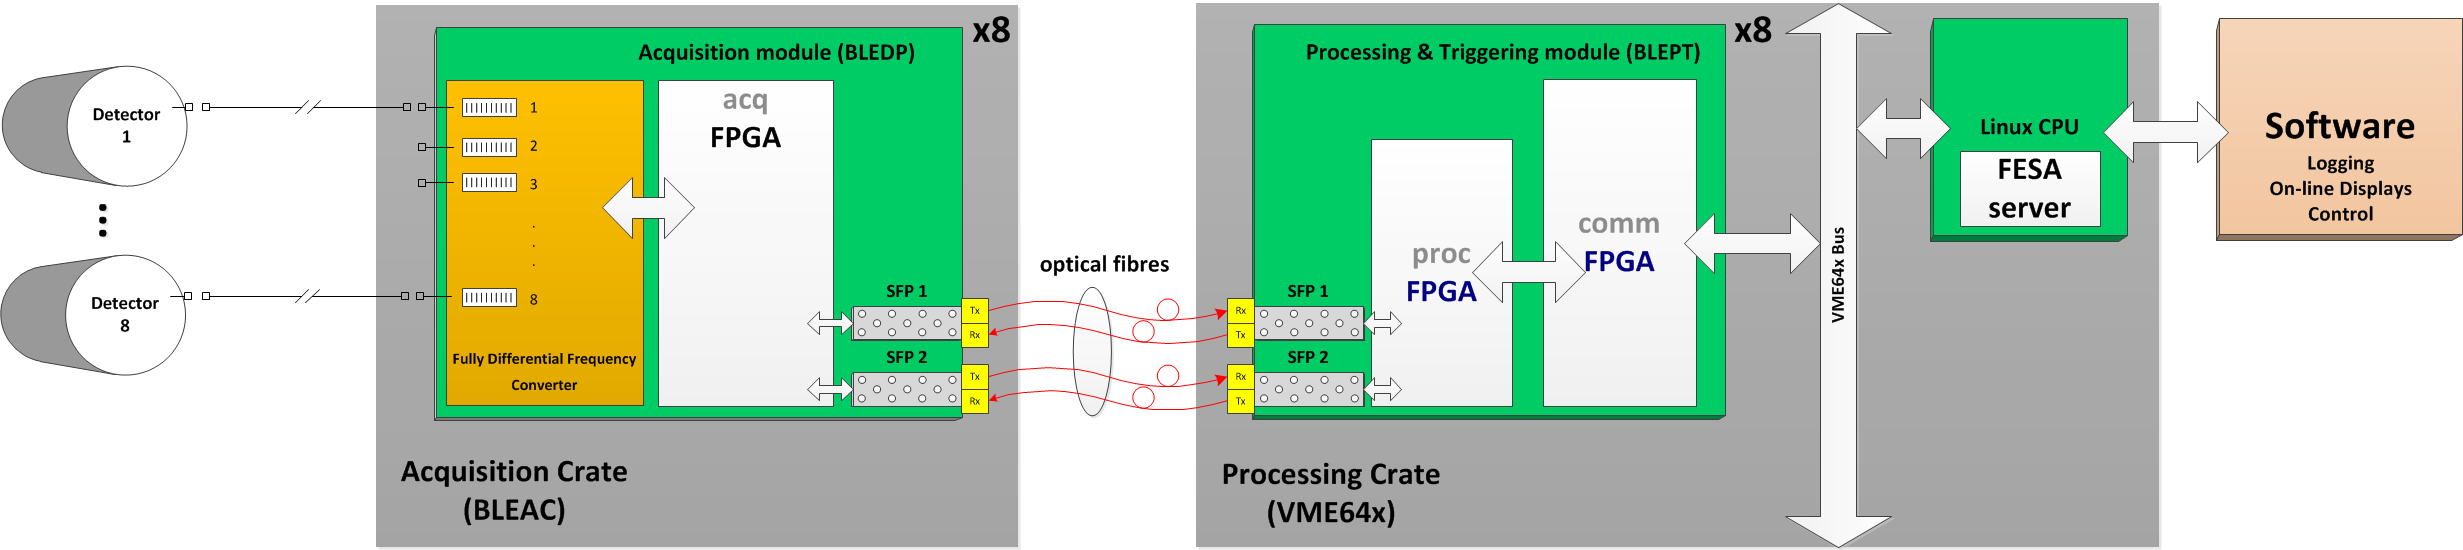 Detector
1
Detector
8
x8
Acquisition module (BLEDP)
1
2
3
8
Fully Differential Frequency
Converter
acq
FPGA
SFP 1
Tx
Rx
SFP 2
Tx
Rx
Acquisition Crate
(BLEAC)
optical fibres
x8
Processing & Triggering module (BLEPT)
SFP 1
Rx
Tx
SFP 2
Rx
Tx
proc
FPGA
comm
FPGA
Processing Crate
(VME64x)
VME64x Bus
Linux CPU
FESA
server
Software
Logging
On-line Displays
Control